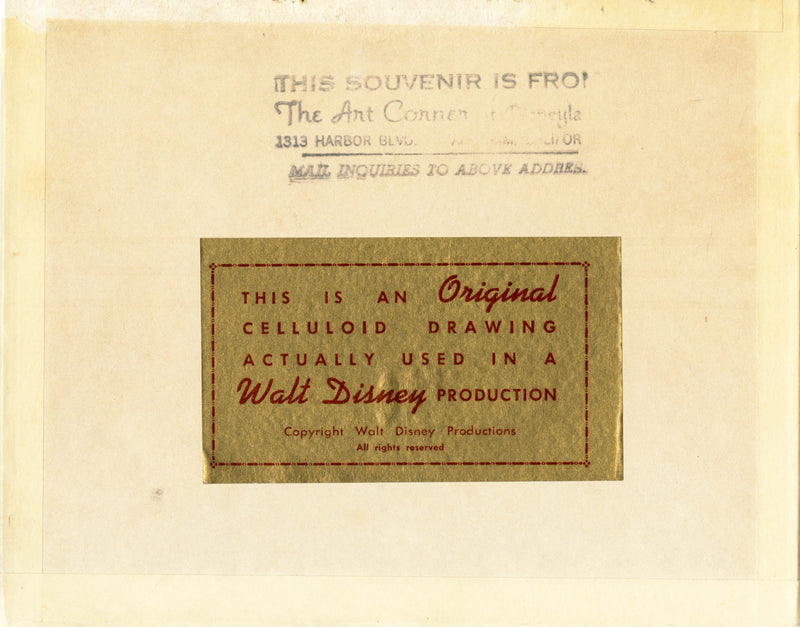 THIS SOUVENIR IS FRO
The Art Corner
1313 HARBOR BLVD.
MAIL INQUIRIES TO ABOVE ADDRES.
THIS IS AN Original
CELLULOID DRAWING
ACTUALLY USED IN A
Walt Disney PRODUCTION
Copyright Walt Disney Productions
All rights reserved